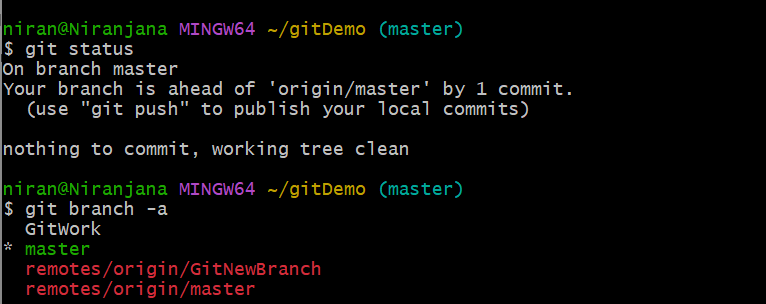 niran@Niranjana MINGW64 ~/gitDemo (master)
$ git status
On branch master
Your branch is ahead of 'origin/master' by 1 commit.
  (use "git push" to publish your local commits)

nothing to commit, working tree clean

niran@Niranjana MINGW64 ~/gitDemo (master)
$ git branch -a
  GitWork
* master
  remotes/origin/GitNewBranch
  remotes/origin/master